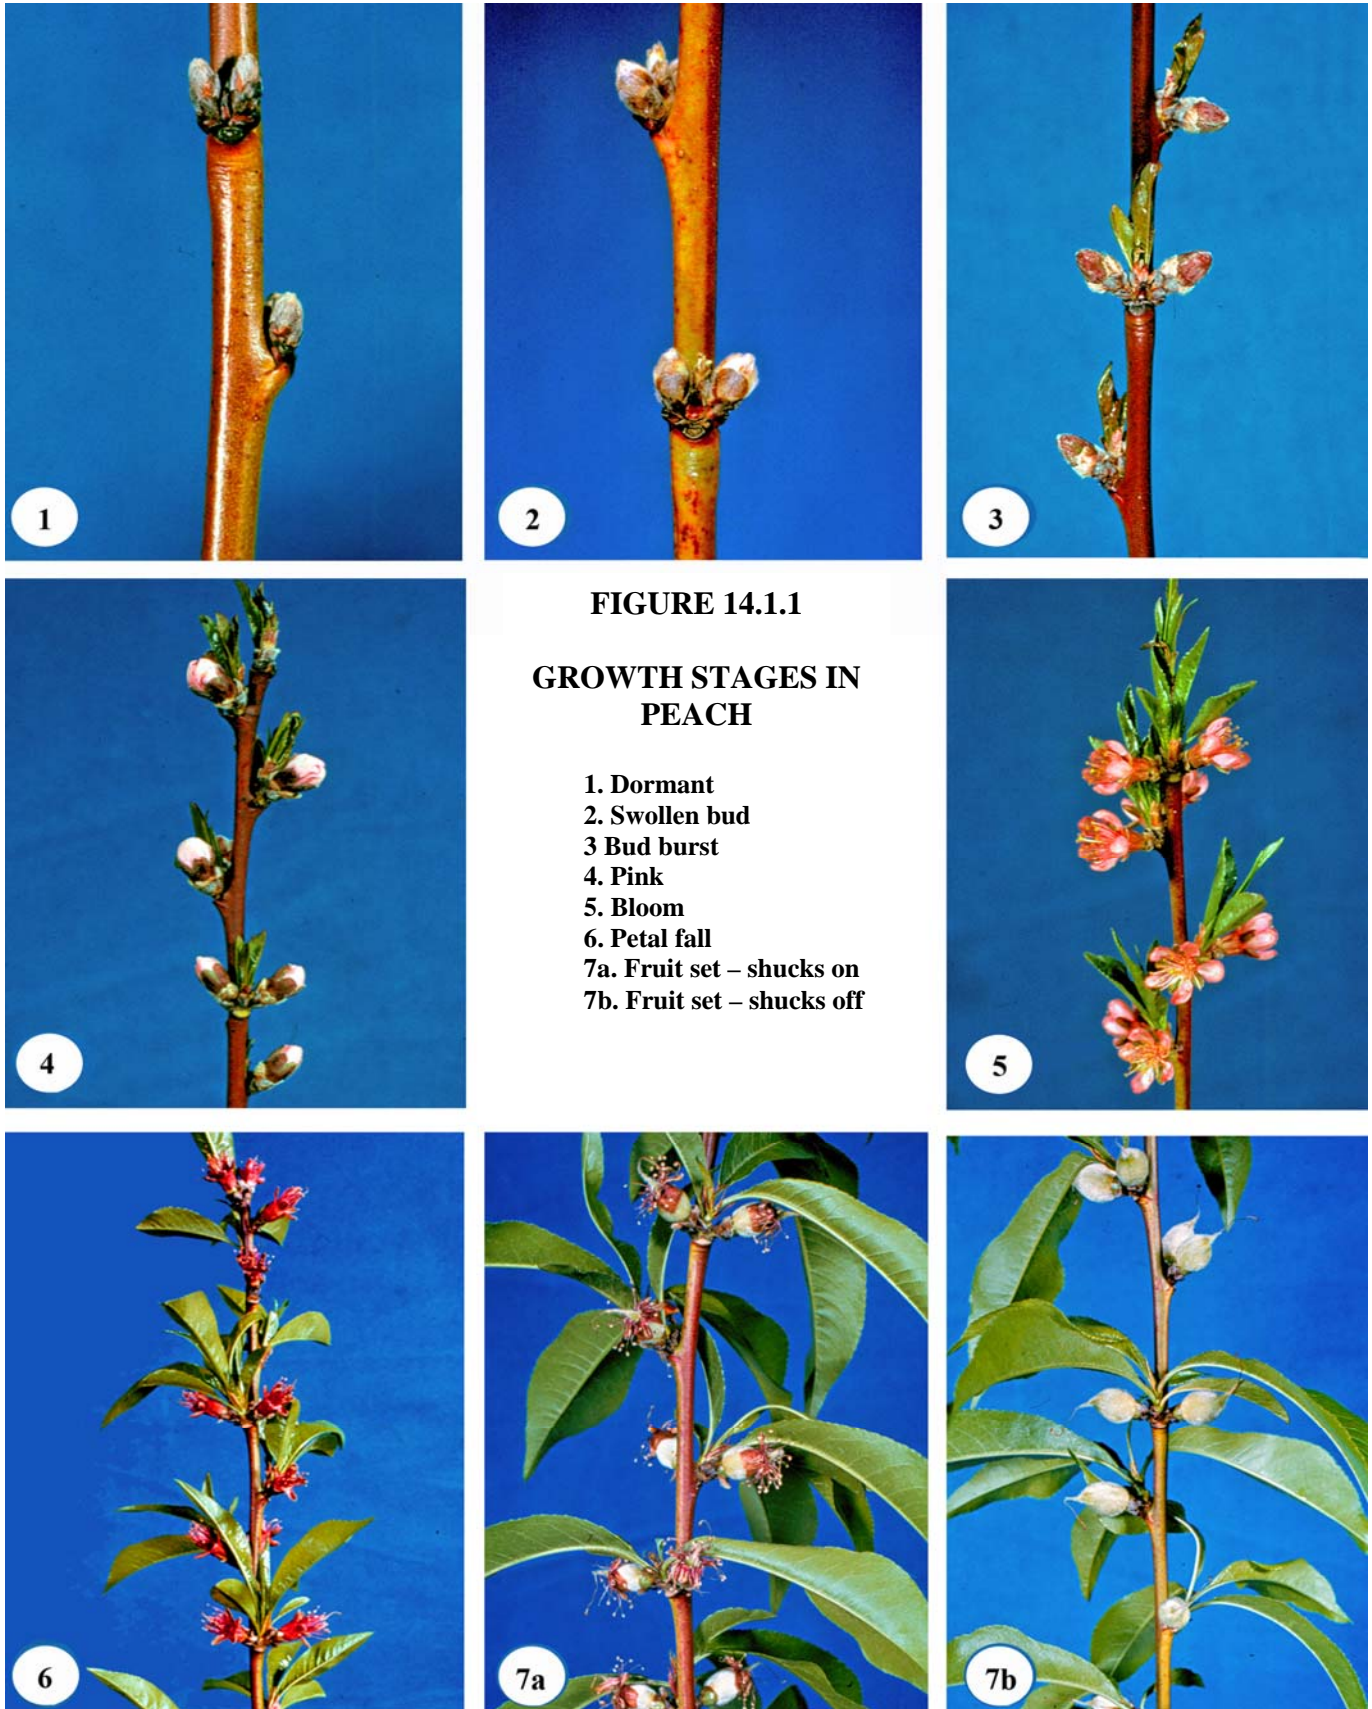 1
2
3
FIGURE 14.1.1
GROWTH STAGES IN
PEACH
1. Dormant
2. Swollen bud
3 Bud burst
4. Pink
5. Bloom
6. Petal fall
7a. Fruit set – shucks on
7b. Fruit set – shucks off
4
5
6
7a
7b